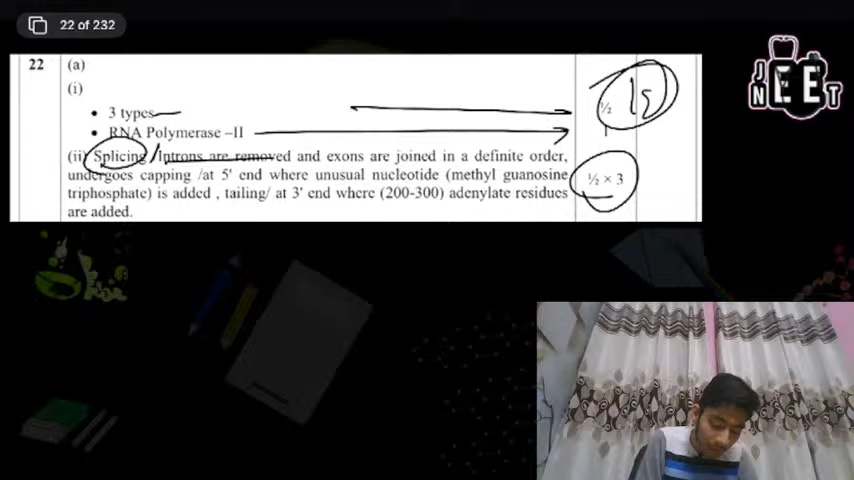 22 of 232
22 (a)
(i)
• 3 types ½
• RNA Polymerase –II
(ii) Splicing /Introns are removed and exons are joined in a definite order,
undergoes capping /at 5' end where unusual nucleotide (methyl guanosine ½ × 3
triphosphate) is added , tailing/ at 3' end where (200-300) adenylate residues
are added.
J NEET